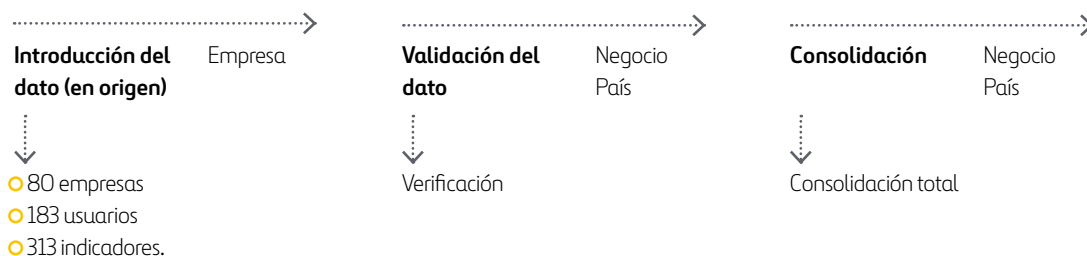 Introducción del
dato (en origen)
Empresa
80 empresas
183 usuarios
313 indicadores.
Validación del
dato
Negocio
País
Verificación
Consolidación
Negocio
País
Consolidación total